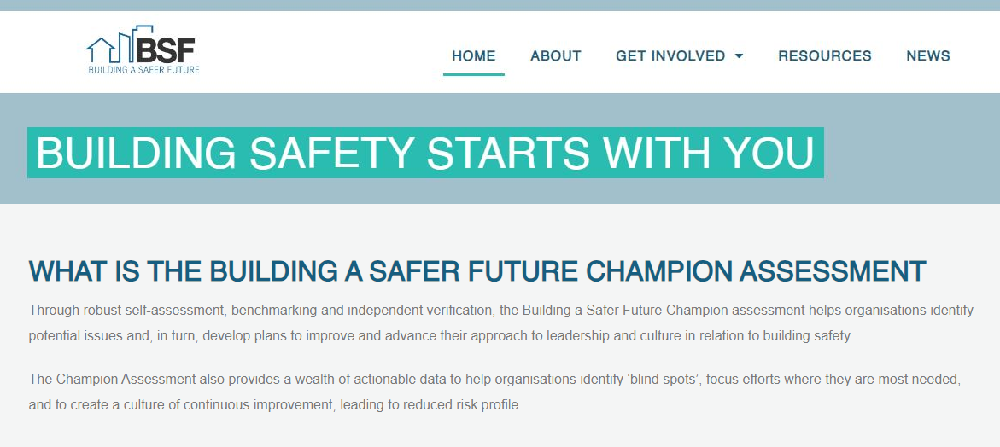 BSF
BUILDING A SAFER FUTURE
HOME ABOUT GET INVOLVED RESOURCES NEWS
BUILDING SAFETY STARTS WITH YOU
WHAT IS THE BUILDING A SAFER FUTURE CHAMPION ASSESSMENT
Through robust self-assessment, benchmarking and independent verification, the Building a Safer Future Champion assessment helps organisations identify
potential issues and, in turn, develop plans to improve and advance their approach to leadership and culture in relation to building safety.
The Champion Assessment also provides a wealth of actionable data to help organisations identify ‘blind spots’, focus efforts where they are most needed,
and to create a culture of continuous improvement, leading to reduced risk profile.